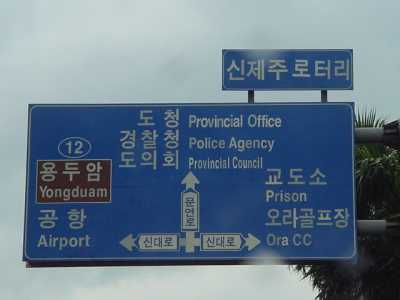 신제주로터리
도청 Provincial Office
경찰청 Police Agency
도의회 Provincial Council
12
용두암
Yongduam
공항
Airport
교도소
Prison
오라골프장
Ora CC
문연로
신대로
신대로